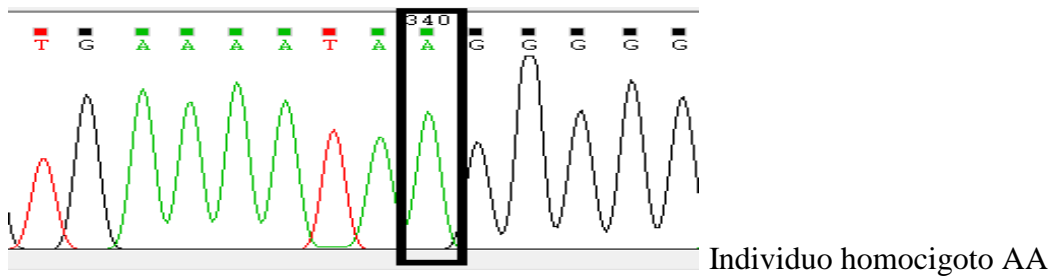 340
T G A A A A T A A G G G G G
Individuo homocigoto AA